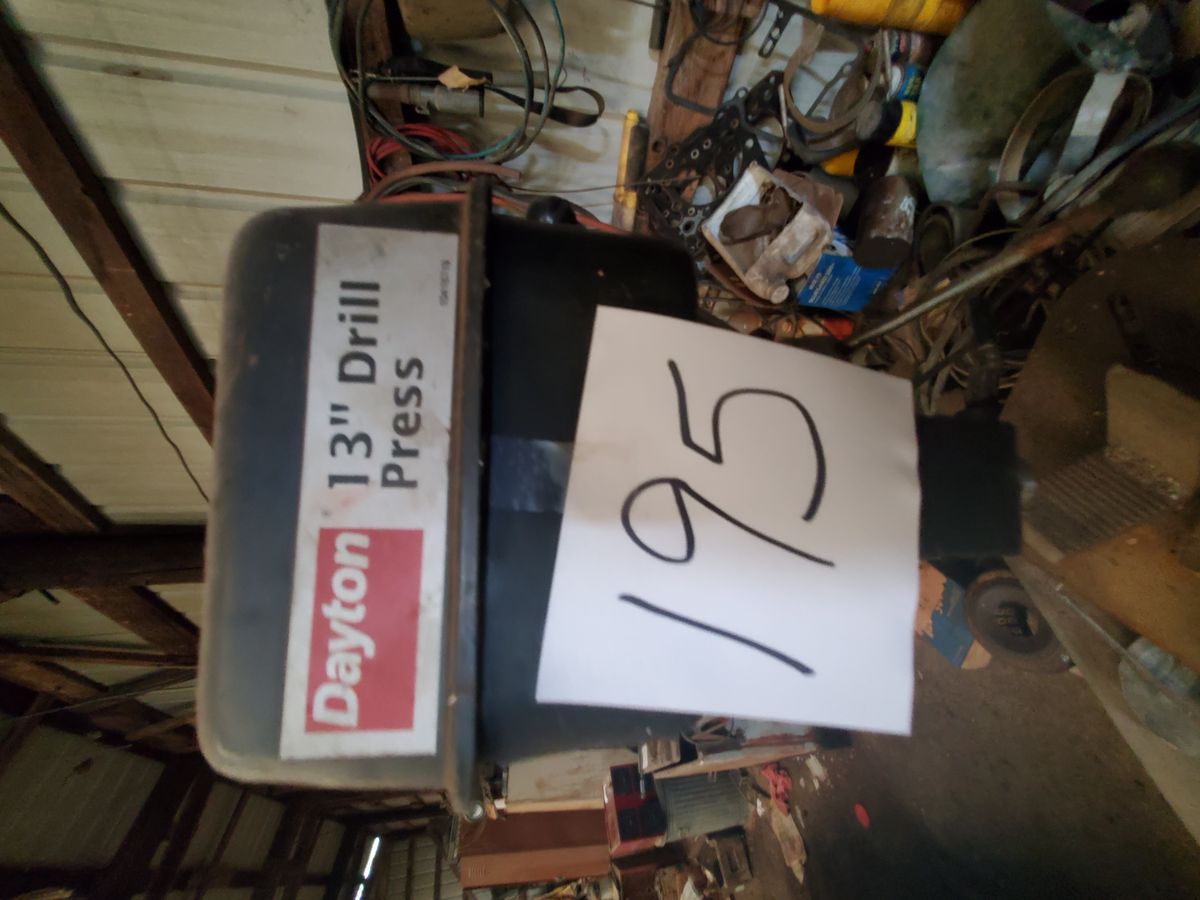 Dayton
13" Drill
Press
195